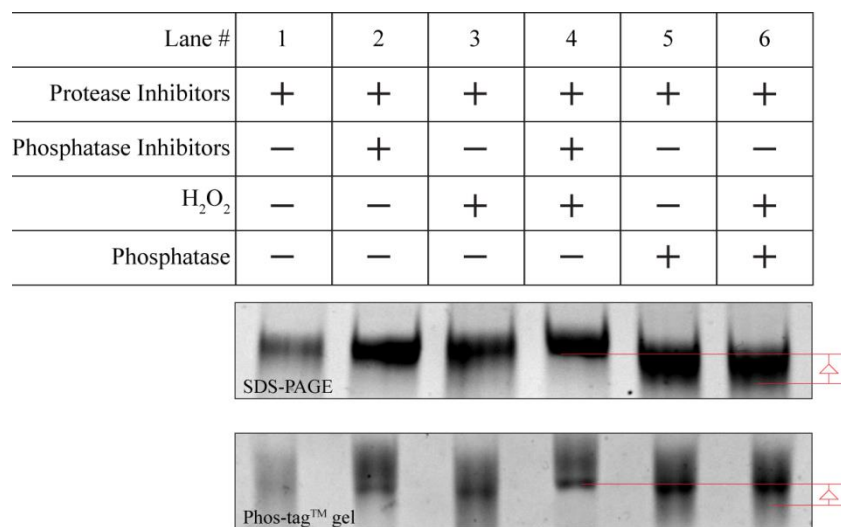 Lane # 1 2 3 4 5 6
Protease Inhibitors + + + + + +
Phosphatase Inhibitors − + − + − −
H₂O₂ − − + + − +
Phosphatase − − − − + +
SDS-PAGE
Phos-tag™ gel